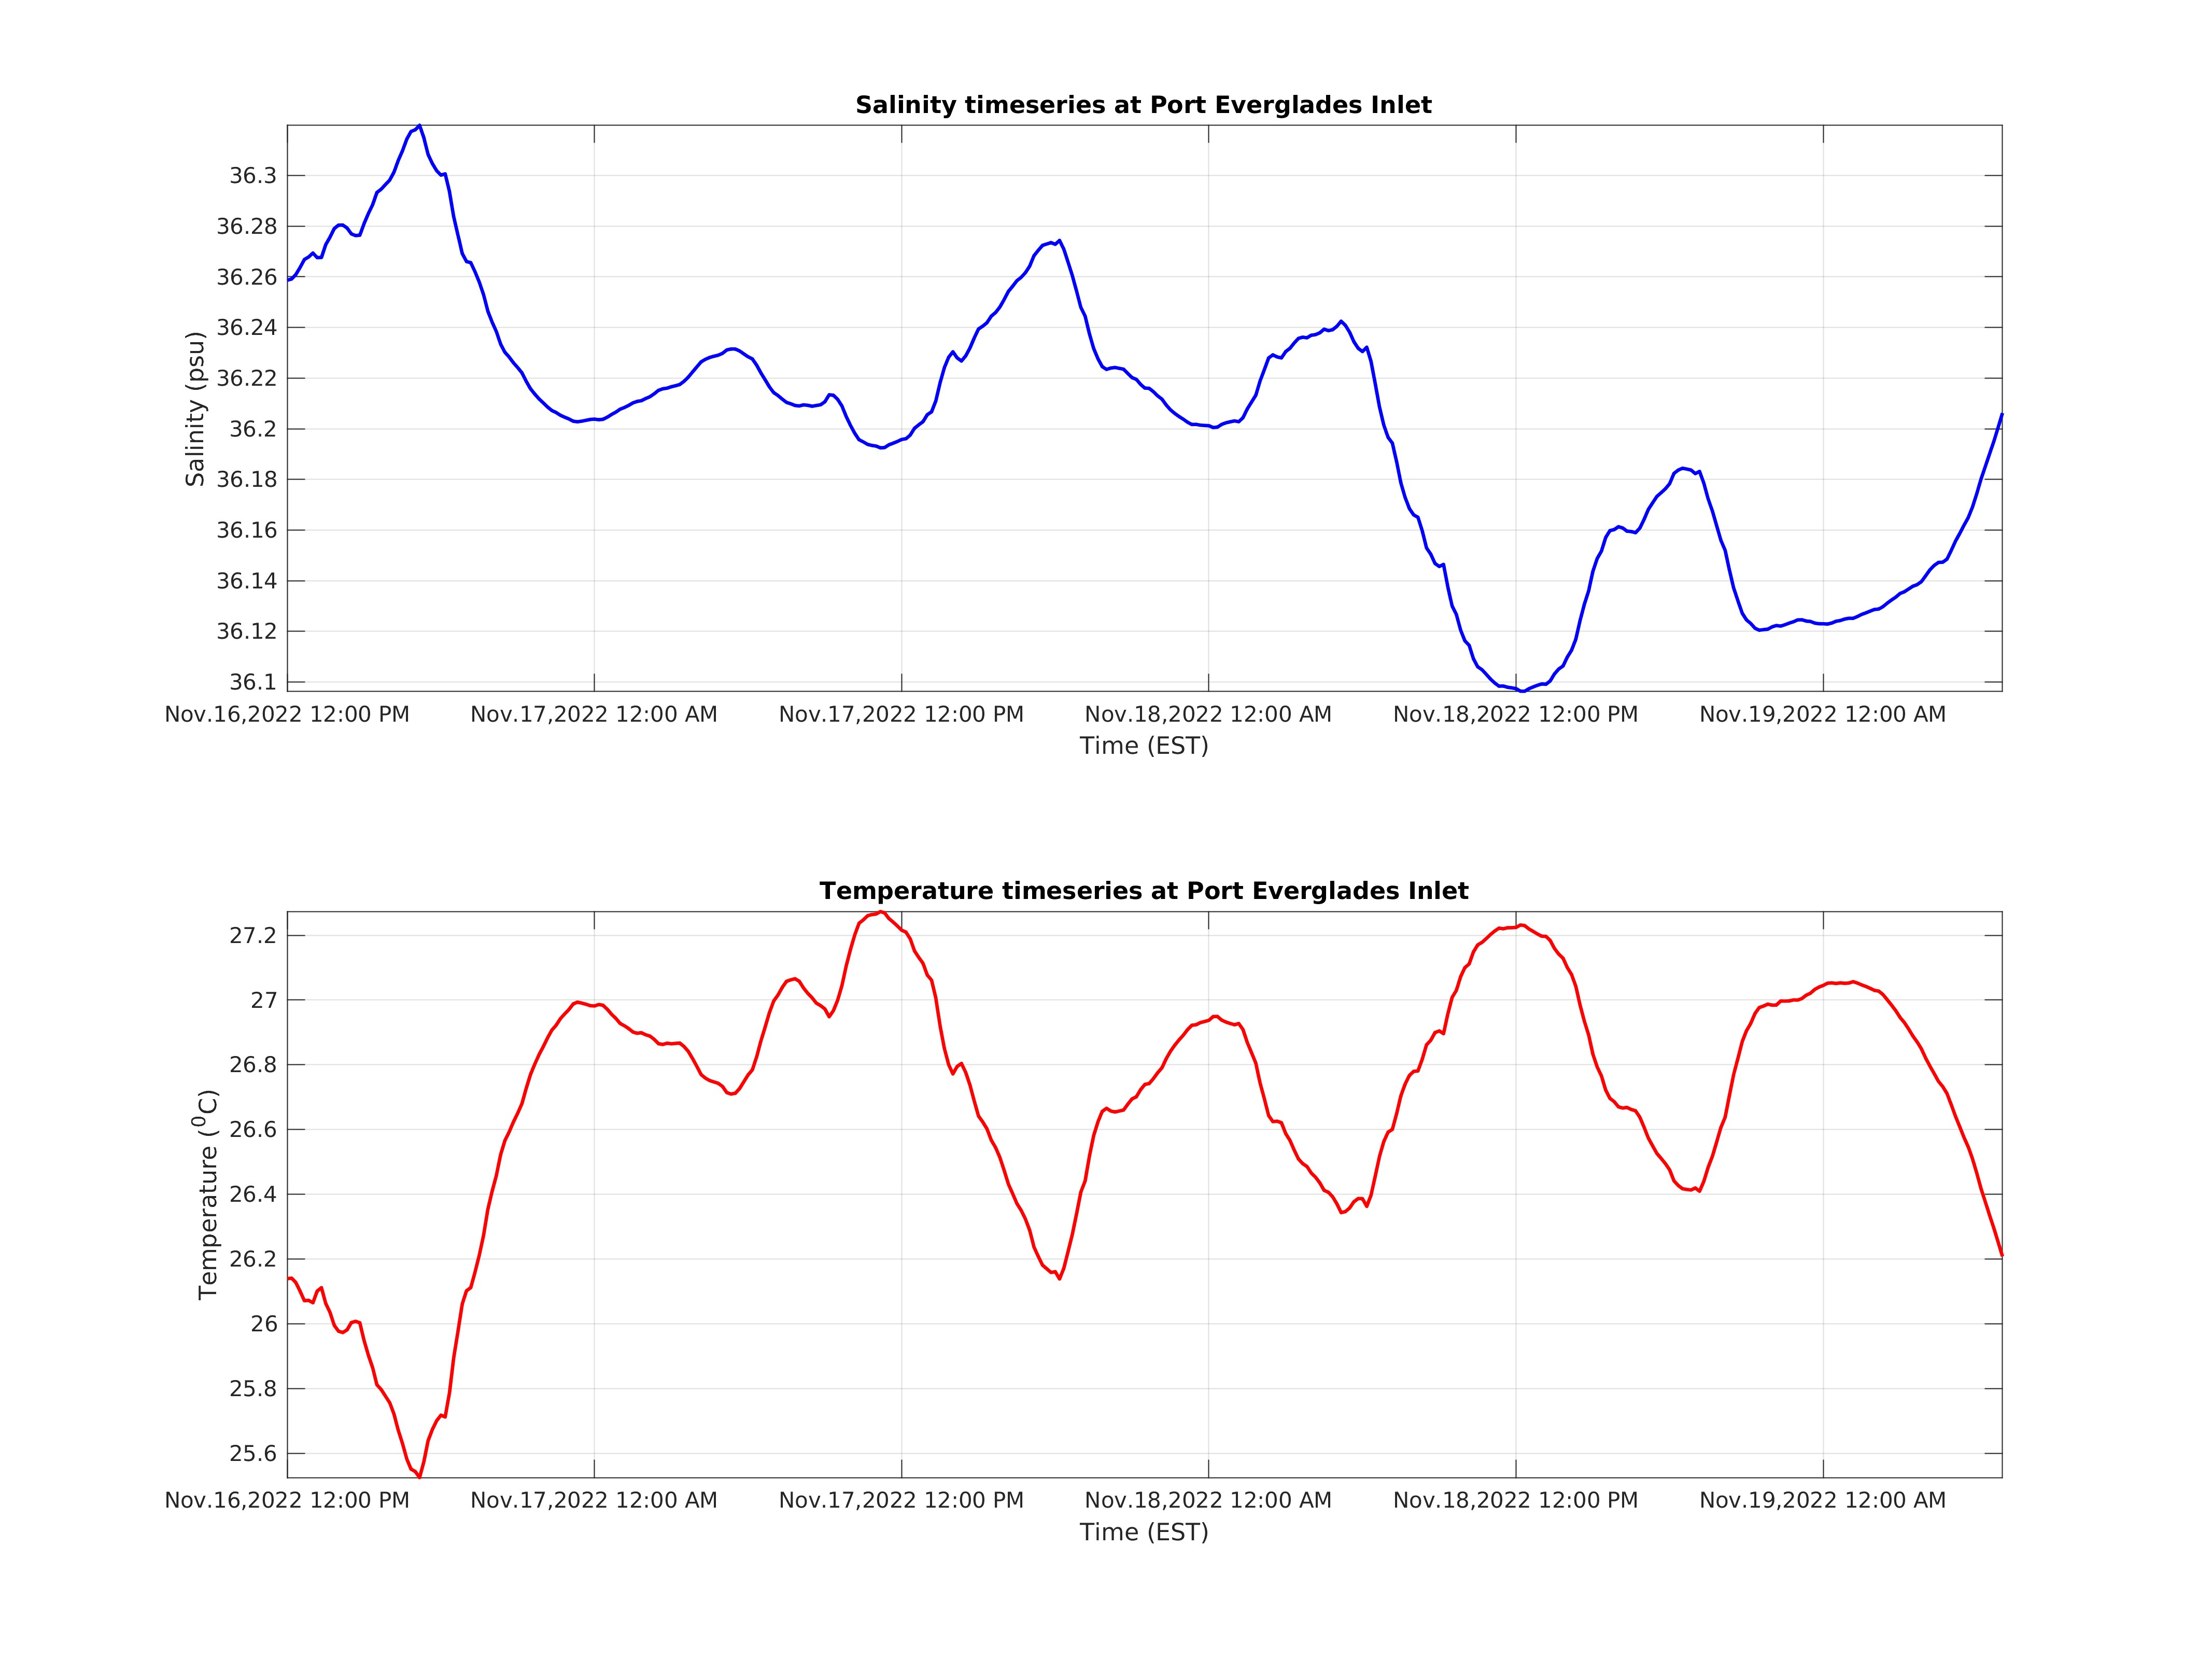 Salinity timeseries at Port Everglades Inlet
36.3
36.28
36.26
36.24
36.22
36.2
36.18
36.16
36.14
36.12
36.1
Salinity (psu)
Nov.16,2022 12:00 PM Nov.17,2022 12:00 AM Nov.17,2022 12:00 PM Nov.18,2022 12:00 AM Nov.18,2022 12:00 PM Nov.19,2022 12:00 AM
Time (EST)
Temperature timeseries at Port Everglades Inlet
27.2
27
26.8
26.6
26.4
26.2
26
25.8
25.6
Temperature (⁰C)
Nov.16,2022 12:00 PM Nov.17,2022 12:00 AM Nov.17,2022 12:00 PM Nov.18,2022 12:00 AM Nov.18,2022 12:00 PM Nov.19,2022 12:00 AM
Time (EST)